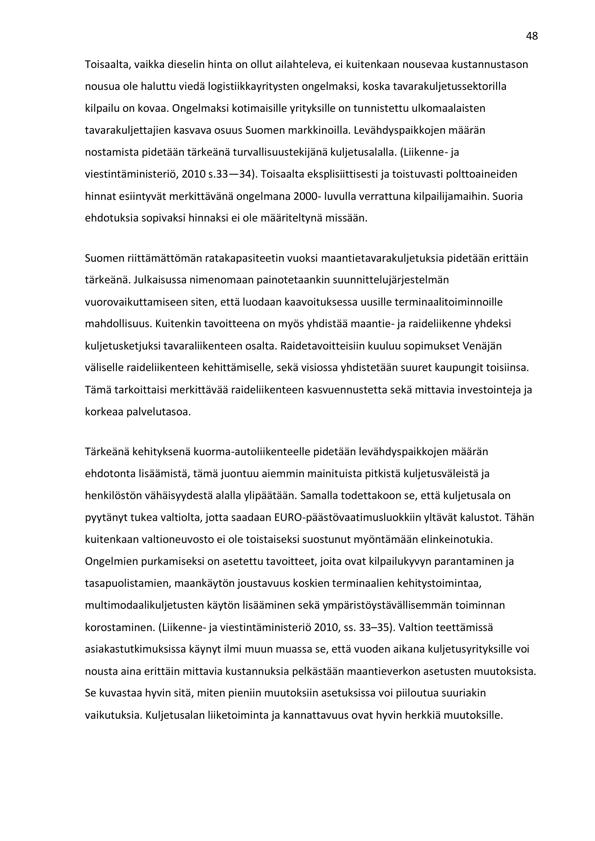 48
Toisaalta, vaikka dieselin hinta on ollut ailahteleva, ei kuitenkaan nousevaa kustannustason
nousua ole haluttu viedä logistiikkayritysten ongelmaksi, koska tavarakuljetussektorilla
kilpailu on kovaa. Ongelmaksi kotimaisille yrityksille on tunnistettu ulkomaalaisten
tavarakuljettajien kasvava osuus Suomen markkinoilla. Levähdyspaikkojen määrän
nostamista pidetään tärkeänä turvallisuustekijänä kuljetusalalla. (Liikenne- ja
viestintäministeriö, 2010 s.33—34). Toisaalta eksplisiittisesti ja toistuvasti polttoaineiden
hinnat esiintyvät merkittävänä ongelmana 2000- luvulla verrattuna kilpailijamaihin. Suoria
ehdotuksia sopivaksi hinnaksi ei ole määriteltynä missään.
Suomen riittämättömän ratakapasiteetin vuoksi maantietavarakuljetuksia pidetään erittäin
tärkeänä. Julkaisussa nimenomaan painotetaankin suunnittelujärjestelmän
vuorovaikuttamiseen siten, että luodaan kaavoituksessa uusille terminaalitoiminnoille
mahdollisuus. Kuitenkin tavoitteena on myös yhdistää maantie- ja raideliikenne yhdeksi
kuljetusketjuksi tavaraliikenteen osalta. Raidetavoitteisiin kuuluu sopimukset Venäjän
väliselle raideliikenteen kehittämiselle, sekä visiossa yhdistetään suuret kaupungit toisiinsa.
Tämä tarkoittaisi merkittävää raideliikenteen kasvuennustetta sekä mittavia investointeja ja
korkeaa palvelutasoa.
Tärkeänä kehityksenä kuorma-autoliikenteelle pidetään levähdyspaikkojen määrän
ehdotonta lisäämistä, tämä juontuu aiemmin mainituista pitkistä kuljetusväleistä ja
henkilöstön vähäisyydestä alalla ylipäätään. Samalla todettakoon se, että kuljetusala on
pyytänyt tukea valtiolta, jotta saadaan EURO-päästövaatimusluokkiin yltävät kalustot. Tähän
kuitenkaan valtioneuvosto ei ole toistaiseksi suostunut myöntämään elinkeinotukia.
Ongelmien purkamiseksi on asetettu tavoitteet, joita ovat kilpailukyvyn parantaminen ja
tasapuolistamien, maankäytön joustavuus koskien terminaalien kehitystoimintaa,
multimodaalikuljetusten käytön lisääminen sekä ympäristöystävällisemmän toiminnan
korostaminen. (Liikenne- ja viestintäministeriö 2010, ss. 33–35). Valtion teettämissä
asiakastutkimuksissa käynyt ilmi muun muassa se, että vuoden aikana kuljetusyrityksille voi
nousta aina erittäin mittavia kustannuksia pelkästään maantieverkon asetusten muutoksista.
Se kuvastaa hyvin sitä, miten pieniin muutoksiin asetuksissa voi piiloutua suuriakin
vaikutuksia. Kuljetusalan liiketoiminta ja kannattavuus ovat hyvin herkkiä muutoksille.